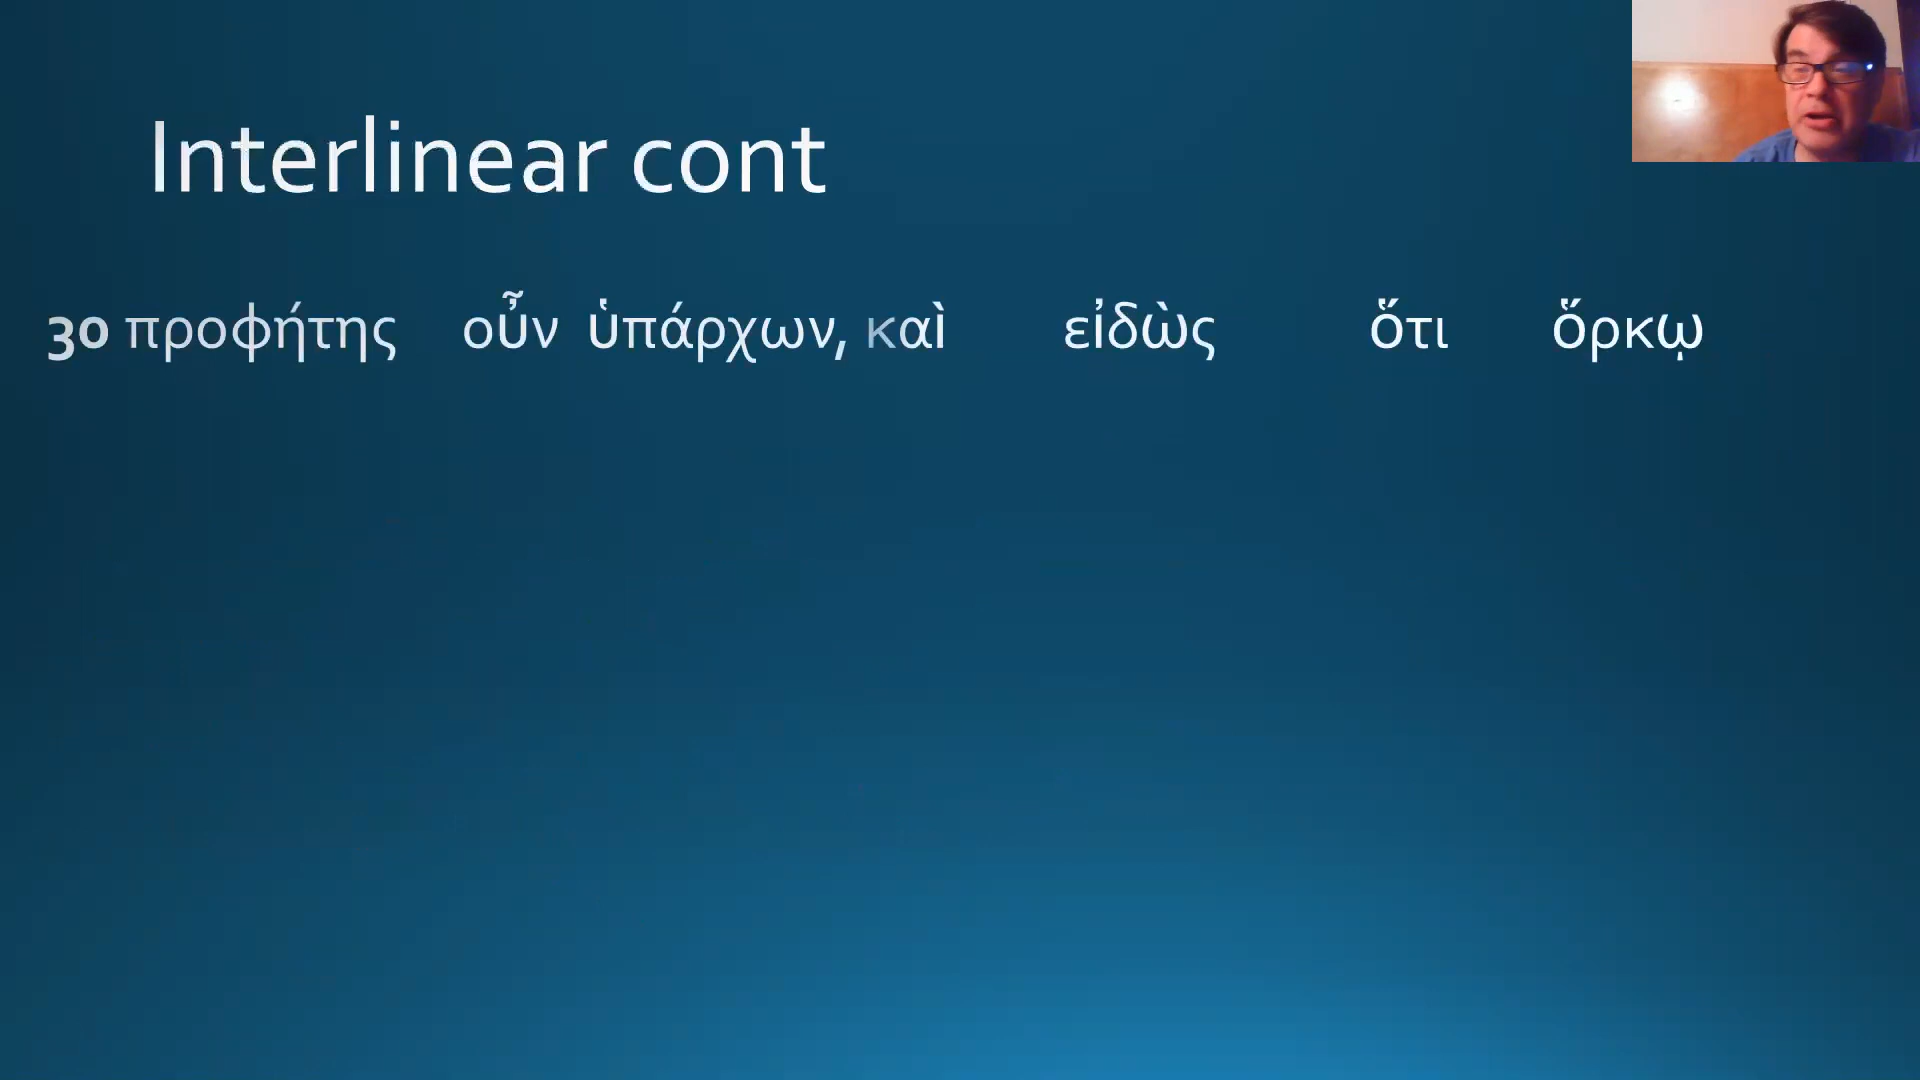 Interlinear cont
30 προφήτης οὖν ὑπάρχων, καὶ εἰδὼς ὅτι ὅρκῳ